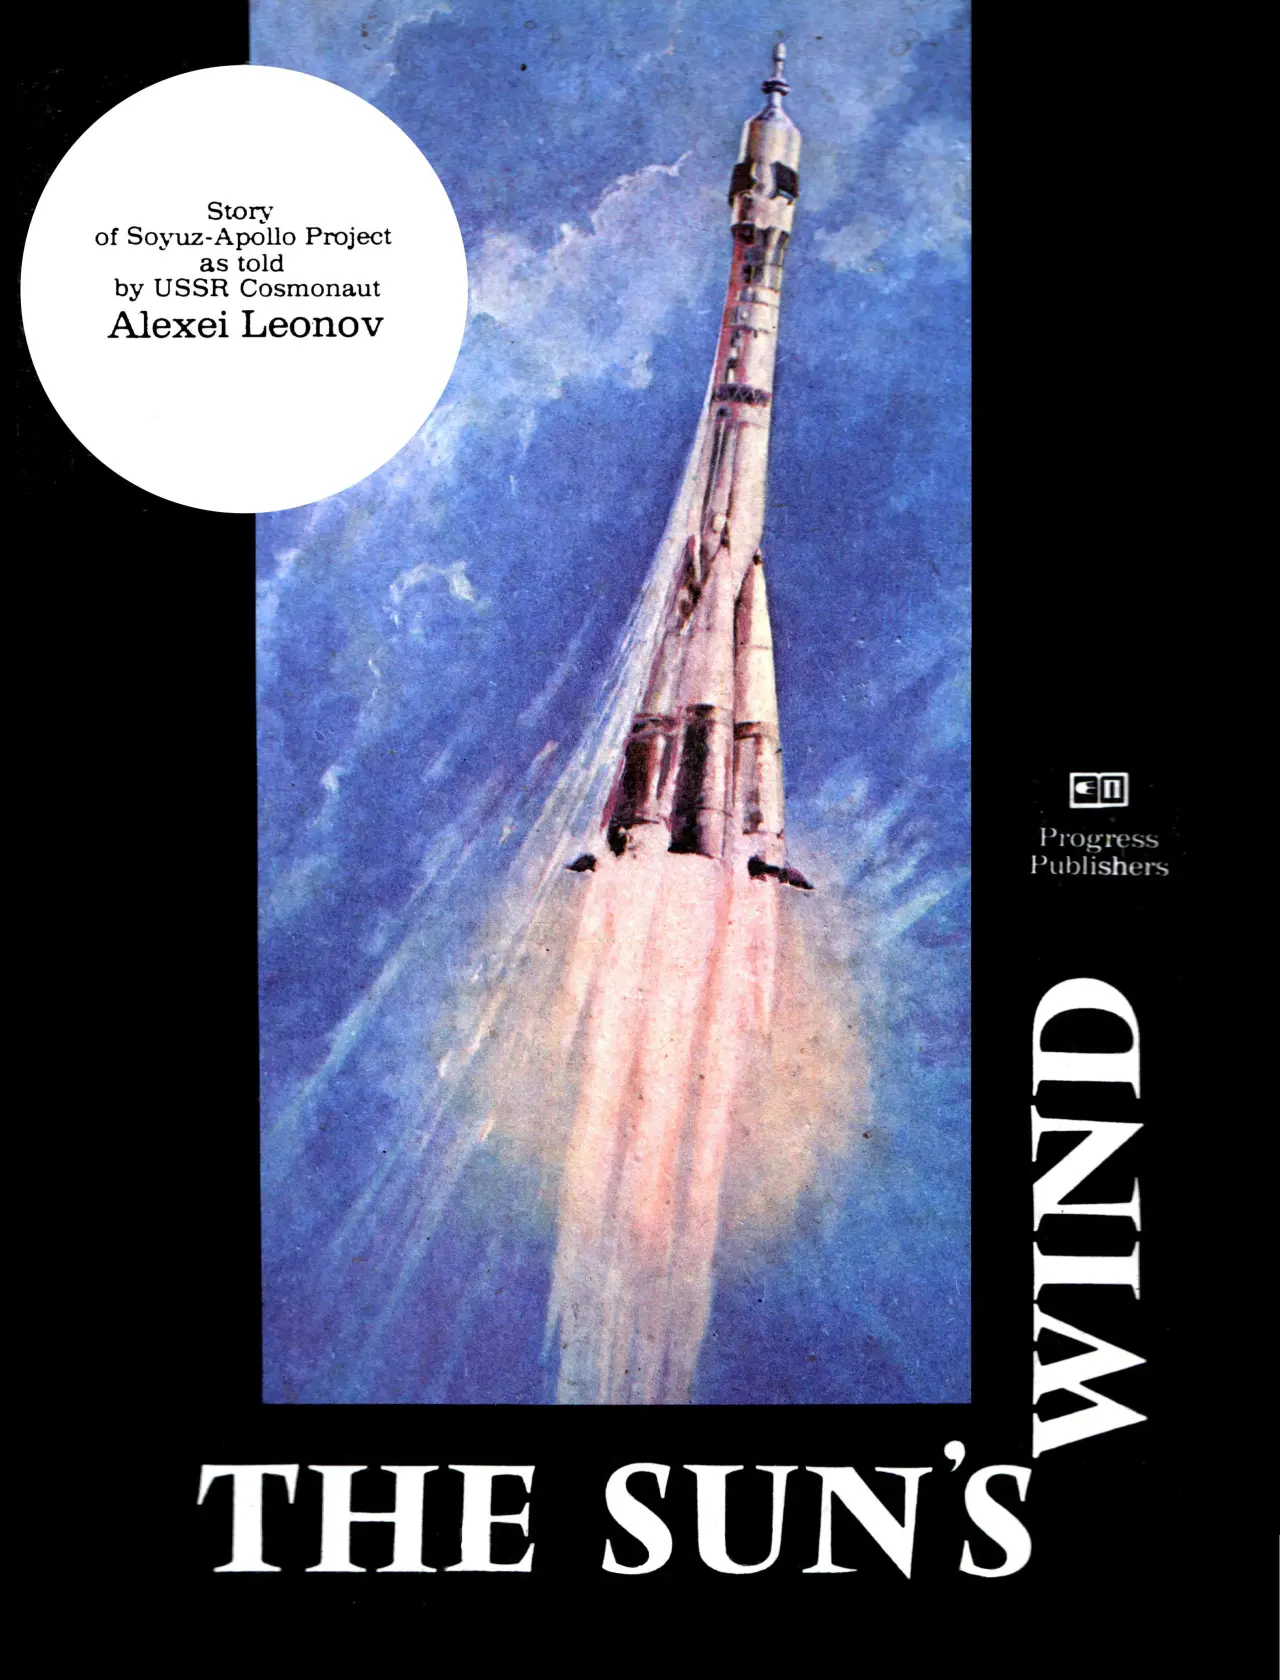 Story
of Soyuz-Apollo Project
as told
by USSR Cosmonaut
Alexei Leonov
Progress
Publishers
THE SUN'S
WIND